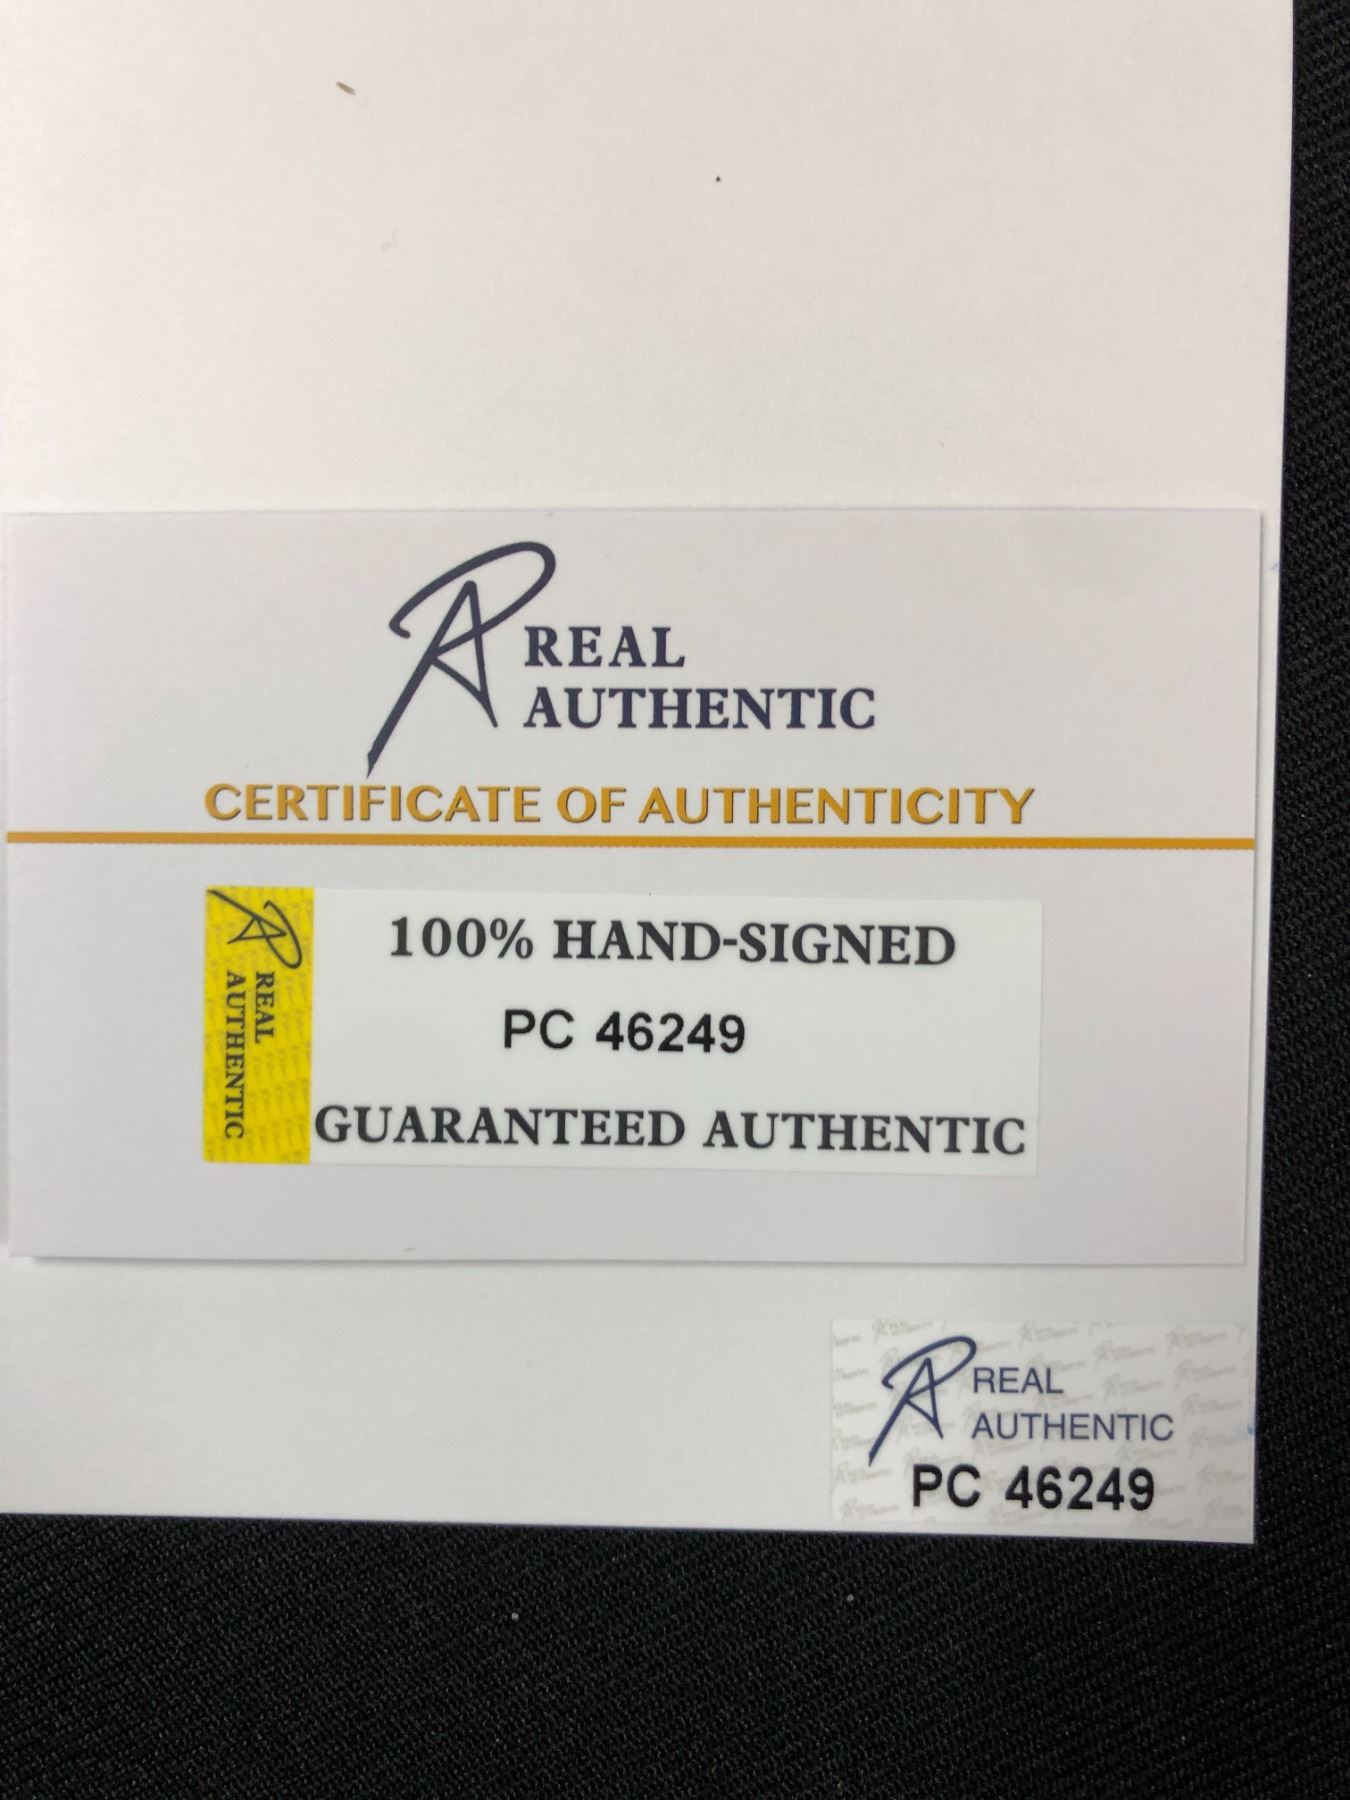 REAL
AUTHENTIC
CERTIFICATE OF AUTHENTICITY
REAL
AUTHENTIC
100% HAND-SIGNED
PC 46249
GUARANTEED AUTHENTIC
REAL
AUTHENTIC
PC 46249